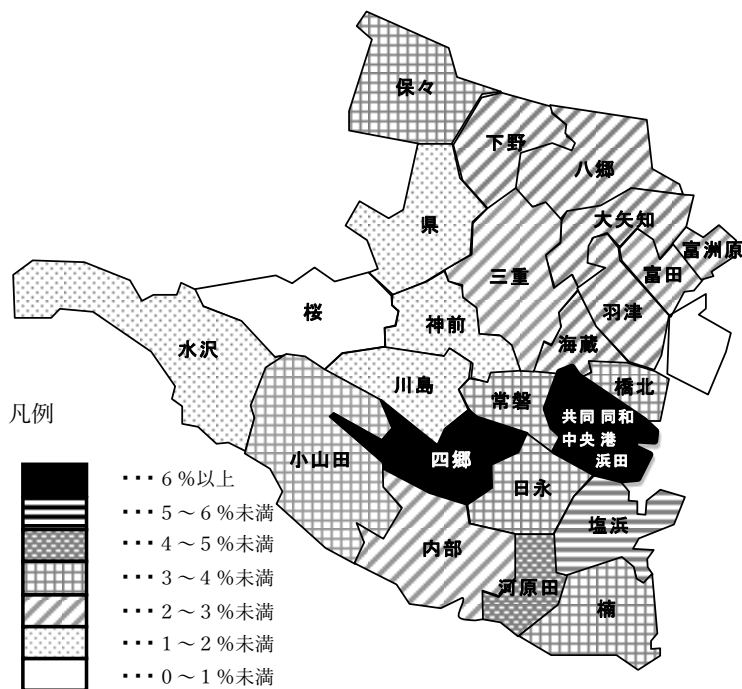 保々
下野
八郷
大矢知
富洲原
県
富田
三重
羽津
桜
神前
海蔵
水沢
川島
橋北
常磐
共同 同和
中央 港
浜田
四郷
小山田
日永
塩浜
内部
河原田
楠
凡例
・・・6%以上
・・・5~6%未満
・・・4~5%未満
・・・3~4%未満
・・・2~3%未満
・・・1~2%未満
・・・0~1%未満